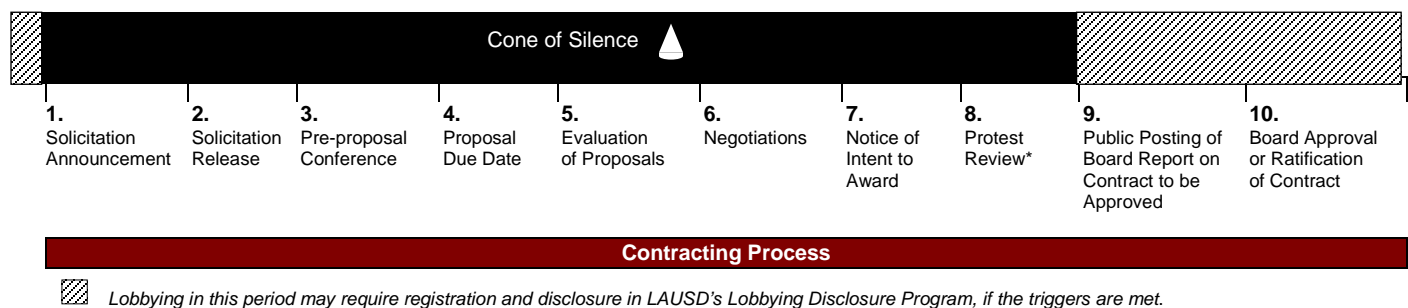 Cone of Silence
1.
Solicitation
Announcement
2.
Solicitation
Release
3.
Pre-proposal
Conference
4.
Proposal
Due Date
5.
Evaluation
of Proposals
6.
Negotiations
7.
Notice of
Intent to
Award
8.
Protest
Review*
9.
Public Posting of
Board Report on
Contract to be
Approved
10.
Board Approval
or Ratification
of Contract
Contracting Process
Lobbying in this period may require registration and disclosure in LAUSD's Lobbying Disclosure Program, if the triggers are met.